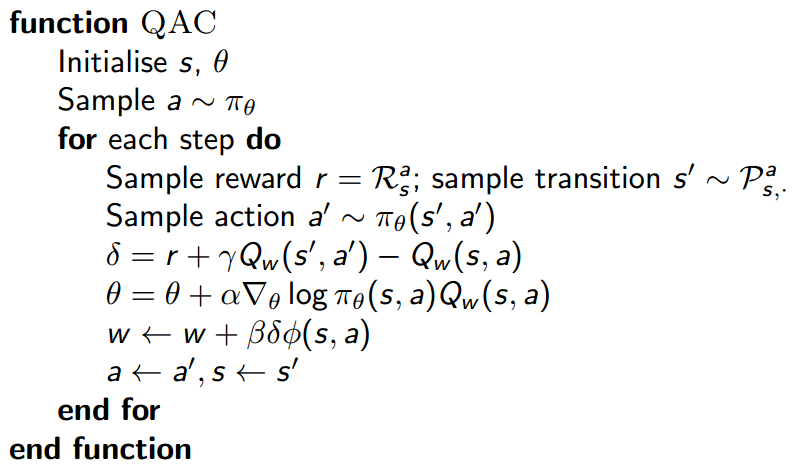 function QAC
Initialise s, θ
Sample a ∼ π_θ
for each step do
Sample reward r = ℛ_s^a; sample transition s′ ∼ 𝒫_{s,·}^a
Sample action a′ ∼ π_θ(s′, a′)
δ = r + γQ_w(s′, a′) − Q_w(s, a)
θ = θ + α∇_θ log π_θ(s, a)Q_w(s, a)
w ← w + βδϕ(s, a)
a ← a′, s ← s′
end for
end function